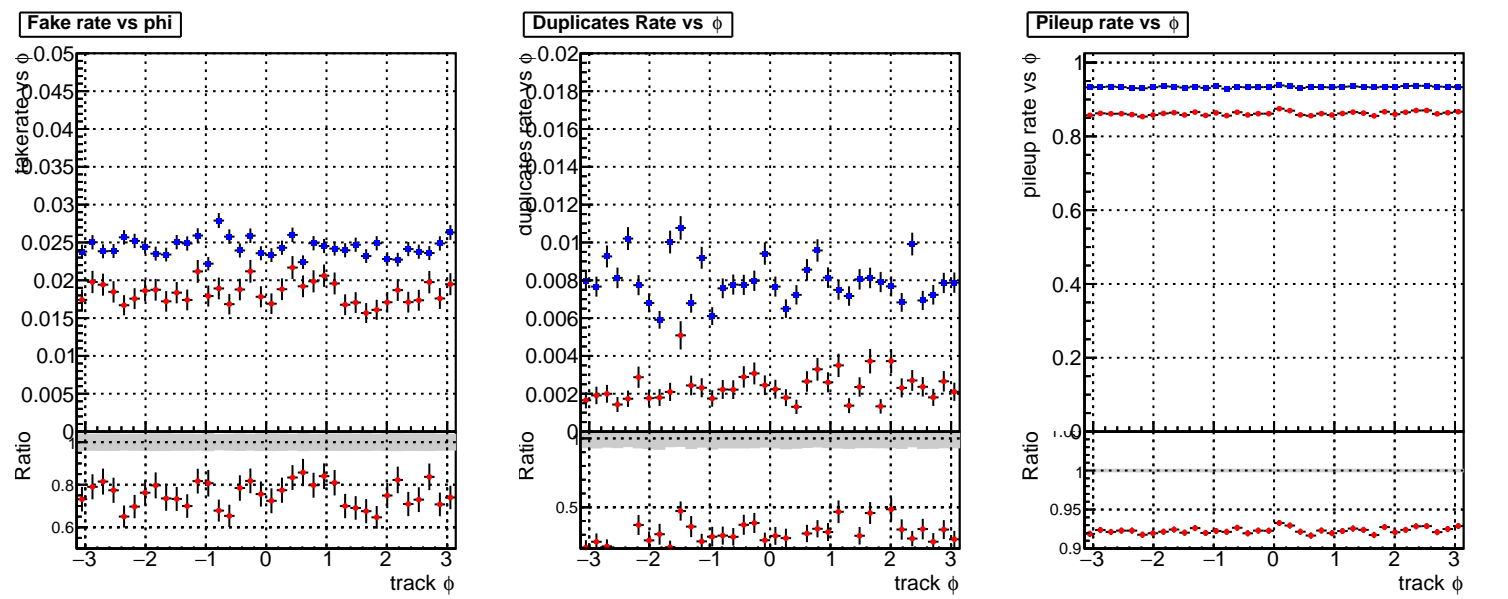 Fake rate vs phi
fakerate vs ϕ
0.05
0.045
0.04
0.035
0.03
0.025
0.02
0.015
0.01
0.005
0
Ratio
1
0.8
0.6
−3 −2 −1 0 1 2 3
track ϕ
Duplicates Rate vs ϕ
duplicates rate vs ϕ
0.02
0.018
0.016
0.014
0.012
0.01
0.008
0.006
0.004
0.002
0
Ratio
1
0.5
−3 −2 −1 0 1 2 3
track ϕ
Pileup rate vs ϕ
pileup rate vs ϕ
1
0.8
0.6
0.4
0.2
0
Ratio
1
0.95
0.9
−3 −2 −1 0 1 2 3
track ϕ